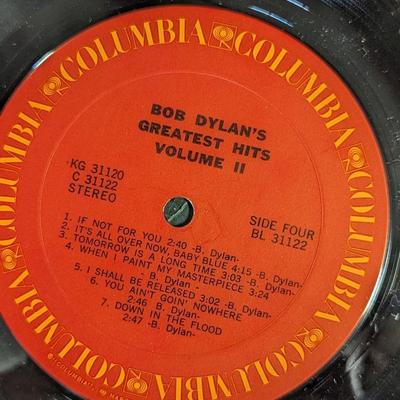 COLUMBIA COLUMBIA COLUMBIA COLUMBIA COLUMBIA COLUMBIA
BOB DYLAN'S
GREATEST HITS
VOLUME II
KG 31120
C 31122
STEREO
SIDE FOUR
BL 31122
1. IF NOT FOR YOU 2:40 -B. Dylan-
2. IT'S ALL OVER NOW, BABY BLUE 4:15 -B. Dylan-
3. TOMORROW IS A LONG TIME 3:03 -B. Dylan-
4. WHEN I PAINT MY MASTERPIECE 3:24
-B. Dylan-
5. I SHALL BE RELEASED 3:02 -B. Dylan-
6. YOU AIN'T GOIN' NOWHERE
2:46 -B. Dylan-
7. DOWN IN THE FLOOD
2:47 -B. Dylan-